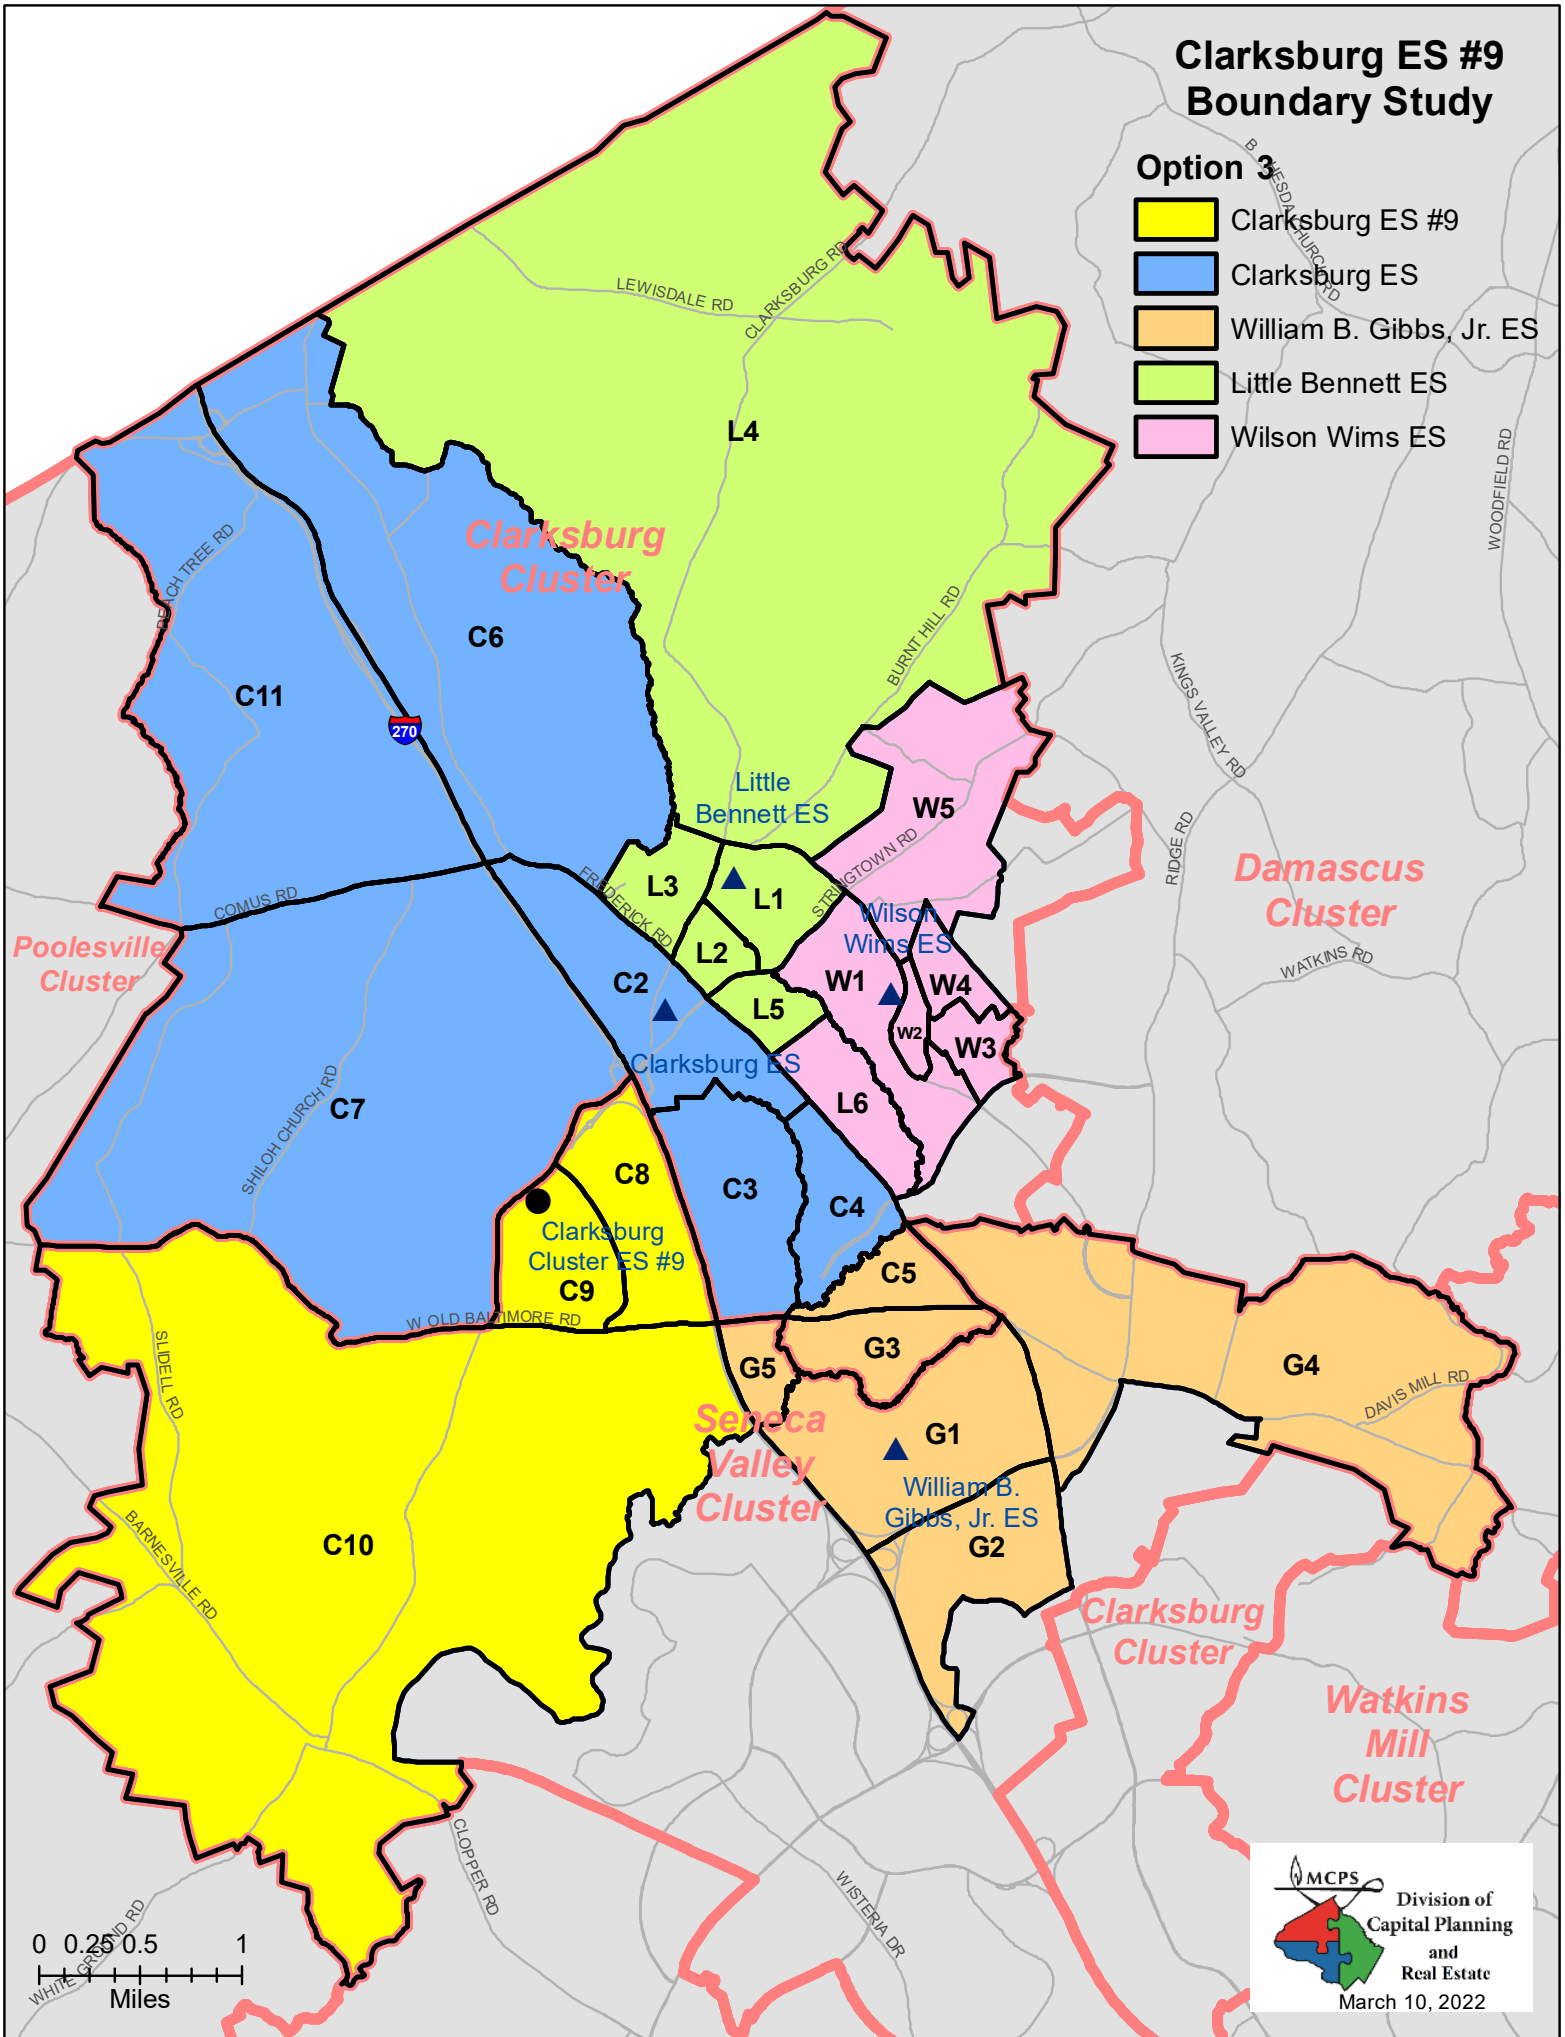 Clarksburg ES #9
Boundary Study
Option 3
Clarksburg ES #9
Clarksburg ES
William B. Gibbs, Jr. ES
Little Bennett ES
Wilson Wims ES
LEWISDALE RD
CLARKSBURG RD
WOODFIELD RD
L4
Clarksburg
Cluster
PEACH TREE RD
C6
BURNT HILL RD
C11
KINGS VALLEY RD
270
Little
Bennett ES
W5
RIDGE RD
STRINGTOWN RD
Damascus
Cluster
FREDERICK RD
L3
L1
COMUS RD
Wilson
Wims ES
Poolesville
Cluster
L2
WATKINS RD
C2
W1
W4
L5
W2
W3
Clarksburg ES
C7
L6
SHILOH CHURCH RD
C8
C3
C4
Clarksburg
Cluster ES #9
C9
C5
W OLD BALTIMORE RD
G3
G5
G4
SLIDELL RD
DAVIS MILL RD
Seneca
Valley
Cluster
G1
William B.
Gibbs, Jr. ES
C10
G2
BARNESVILLE RD
Clarksburg
Cluster
Watkins
Mill
Cluster
CLOPPER RD
WISTERIA DR
WHITE GROUND RD
0 0.25 0.5 1
Miles
MCPS
Division of
Capital Planning
and
Real Estate
March 10, 2022